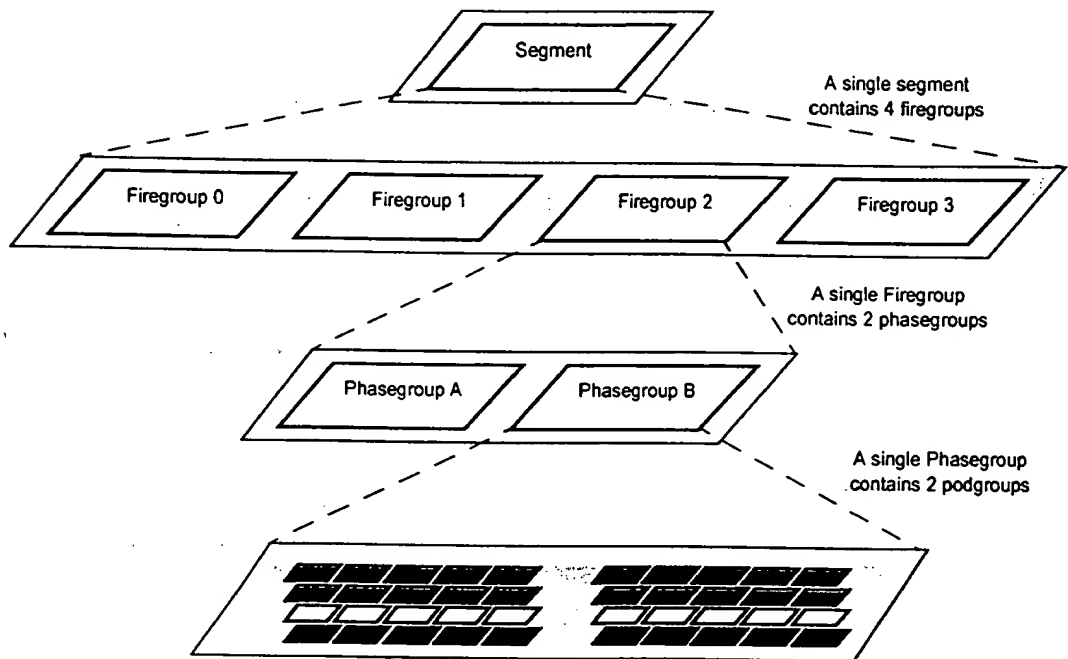 Segment
A single segment
contains 4 firegroups
Firegroup 0
Firegroup 1
Firegroup 2
Firegroup 3
A single Firegroup
contains 2 phasegroups
Phasegroup A
Phasegroup B
A single Phasegroup
contains 2 podgroups